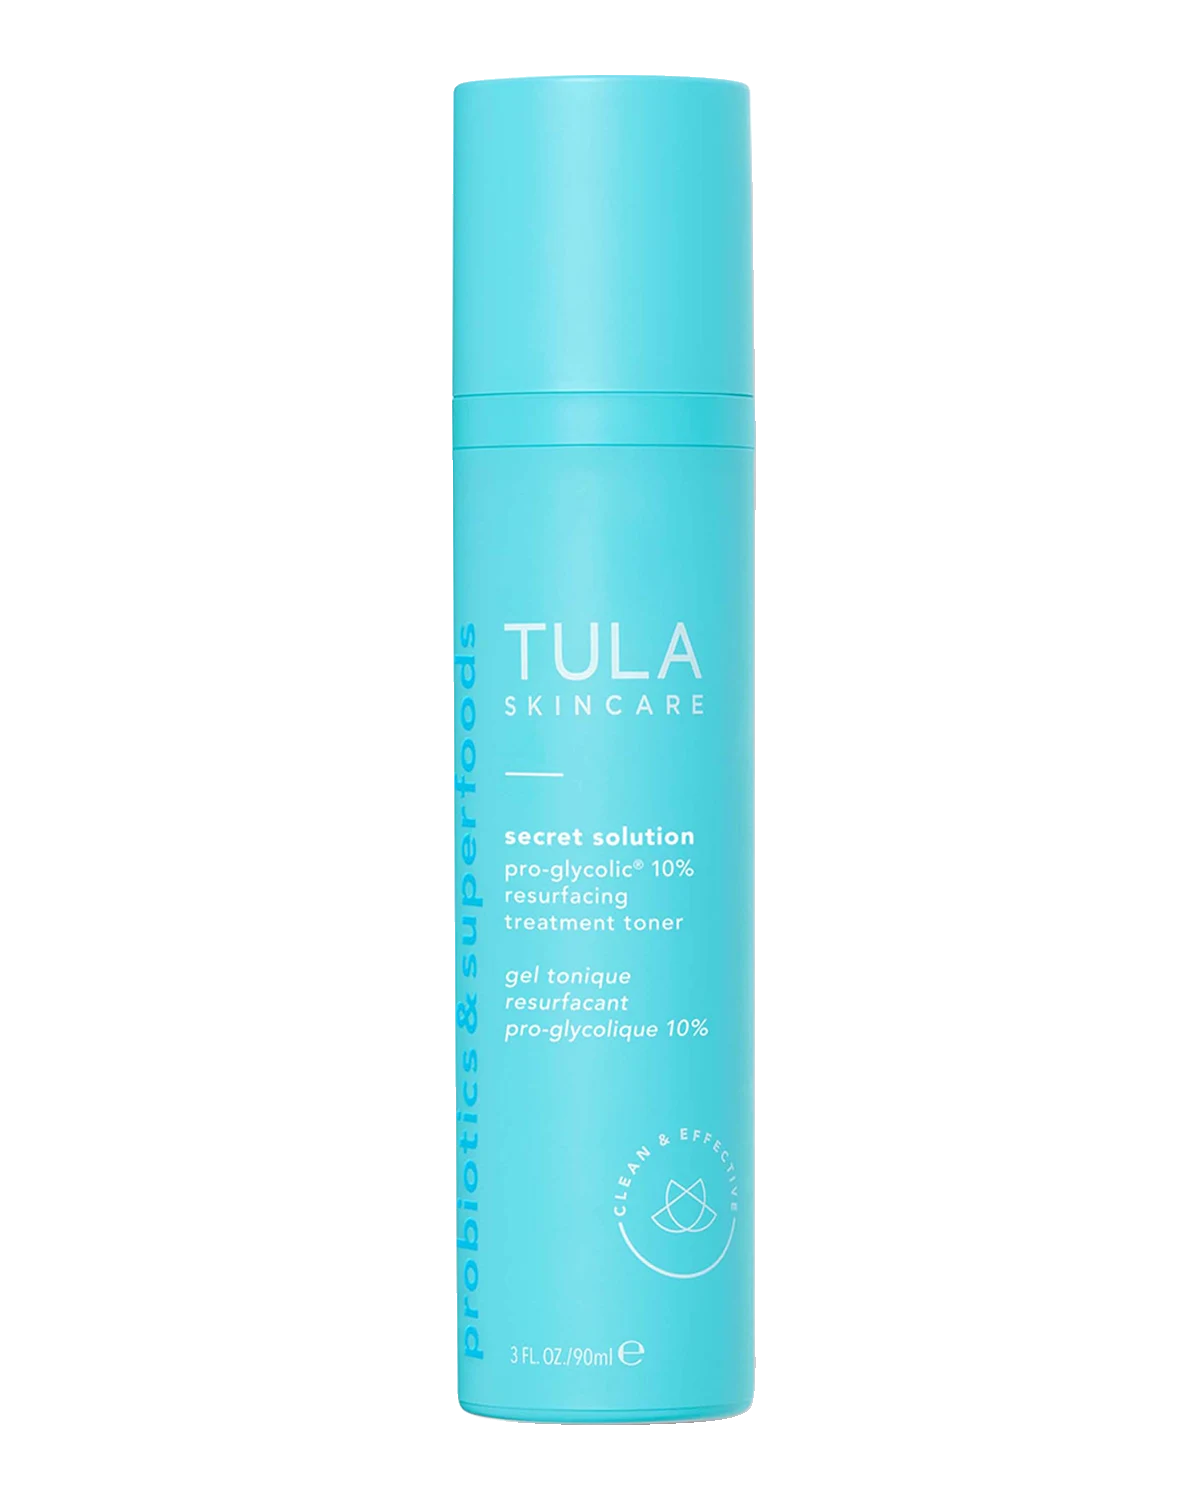 TULA
SKINCARE
secret solution
pro-glycolic® 10%
resurfacing
treatment toner
gel tonique
resurfacant
pro-glycolique 10%
probiotics & superfoods
CLEAN & EFFECTIVE
3 FL. OZ./90ml ℮